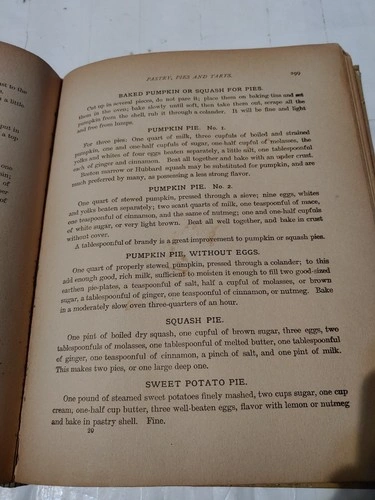 PASTRY, PIES AND TARTS. 299
BAKED PUMPKIN OR SQUASH FOR PIES.
Cut up in several pieces, do not pare it; place them on baking tins and set
them in the oven; bake slowly until soft, then take them out, scrape all the
pumpkin from the shell, rub it through a colander. It will be fine and light
and free from lumps.
PUMPKIN PIE. No. 1.
For three pies: One quart of milk, three cupfuls of boiled and strained
pumpkin, one and one-half cupfuls of sugar, one-half cupful of molasses, the
yolks and whites of four eggs beaten separately, a little salt, one tablespoonful
each of ginger and cinnamon. Beat all together and bake with an under crust.
Boston marrow or Hubbard squash may be substituted for pumpkin, and are
much preferred by many, as possessing a less strong flavor.
PUMPKIN PIE. No. 2.
One quart of stewed pumpkin, pressed through a sieve; nine eggs, whites
and yolks beaten separately; two scant quarts of milk, one teaspoonful of mace,
one teaspoonful of cinnamon, and the same of nutmeg; one and one-half cupfuls
of white sugar, or very light brown. Beat all well together, and bake in crust
without cover.
A tablespoonful of brandy is a great improvement to pumpkin or squash pies.
PUMPKIN PIE, WITHOUT EGGS.
One quart of properly stewed pumpkin, pressed through a colander; to this
add enough good, rich milk, sufficient to moisten it enough to fill two good-sized
earthen pie-plates, a teaspoonful of salt, half a cupful of molasses, or brown
sugar, a tablespoonful of ginger, one teaspoonful of cinnamon, or nutmeg. Bake
in a moderately slow oven three-quarters of an hour.
SQUASH PIE.
One pint of boiled dry squash, one cupful of brown sugar, three eggs, two
tablespoonfuls of molasses, one tablespoonful of melted butter, one tablespoonful
of ginger, one teaspoonful of cinnamon, a pinch of salt, and one pint of milk.
This makes two pies, or one large deep one.
SWEET POTATO PIE.
One pound of steamed sweet potatoes finely mashed, two cups sugar, one cup
cream, one-half cup butter, three well-beaten eggs, flavor with lemon or nutmeg
and bake in pastry shell. Fine.
20